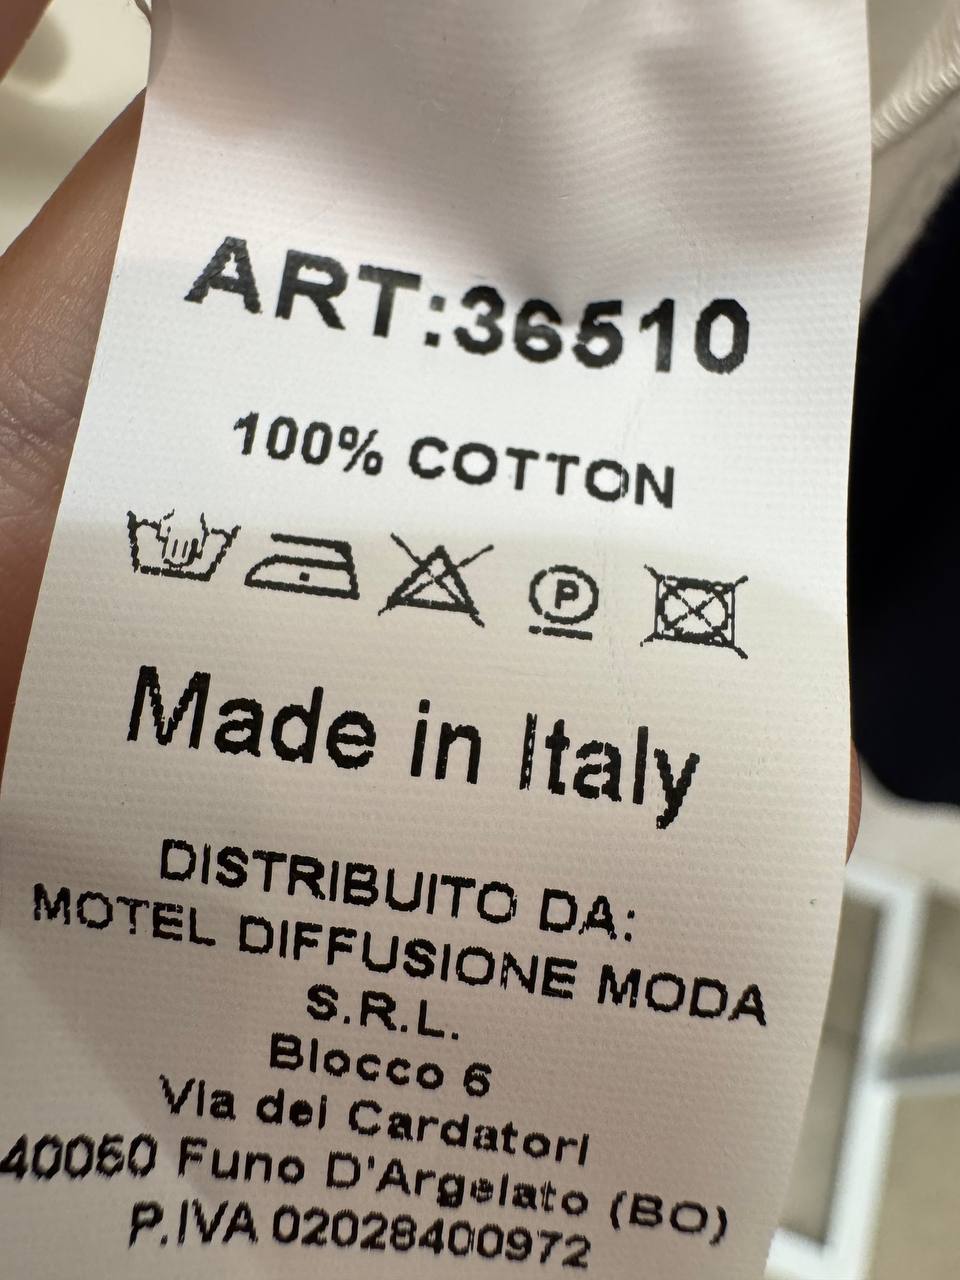 ART:36510
100% COTTON
P
Made in Italy
DISTRIBUITO DA:
MOTEL DIFFUSIONE MODA
S.R.L.
Blocco 6
Via dei Cardatori
40050 Funo D'Argelato (BO)
P.IVA 02028400972